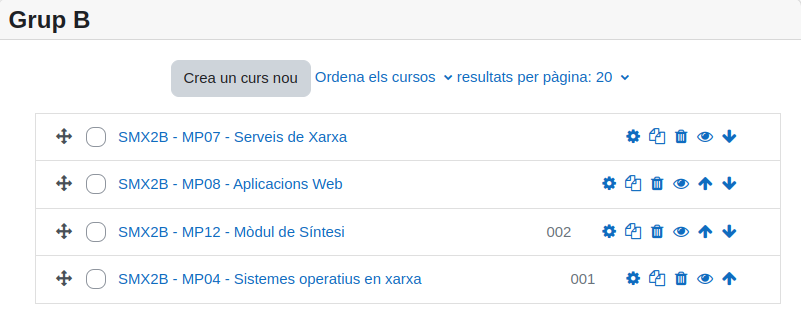 Grup B
Crea un curs nou Ordena els cursos resultats per pàgina: 20
SMX2B - MP07 - Serveis de Xarxa
SMX2B - MP08 - Aplicacions Web
SMX2B - MP12 - Mòdul de Síntesi 002
SMX2B - MP04 - Sistemes operatius en xarxa 001